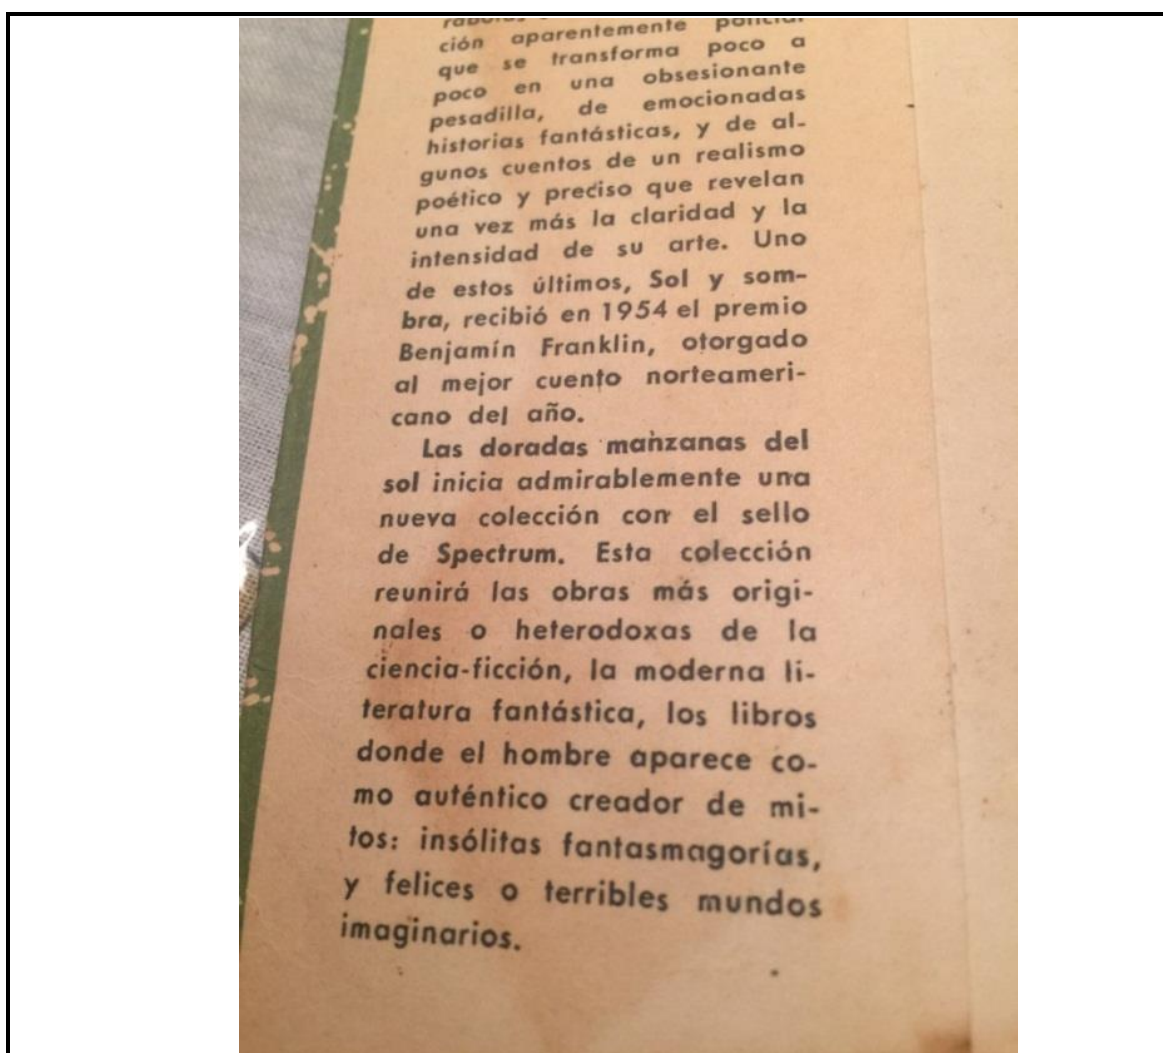 ción aparentemente policial
que se transforma poco a
poco en una obsesionante
pesadilla, de emocionadas
historias fantásticas, y de al-
gunos cuentos de un realismo
poético y preciso que revelan
una vez más la claridad y la
intensidad de su arte. Uno
de estos últimos, Sol y som-
bra, recibió en 1954 el premio
Benjamín Franklin, otorgado
al mejor cuento norteameri-
cano del año.
Las doradas manzanas del
sol inicia admirablemente una
nueva colección con el sello
de Spectrum. Esta colección
reunirá las obras más origi-
nales o heterodoxas de la
ciencia-ficción, la moderna li-
teratura fantástica, los libros
donde el hombre aparece co-
mo auténtico creador de mi-
tos: insólitas fantasmagorías,
y felices o terribles mundos
imaginarios.